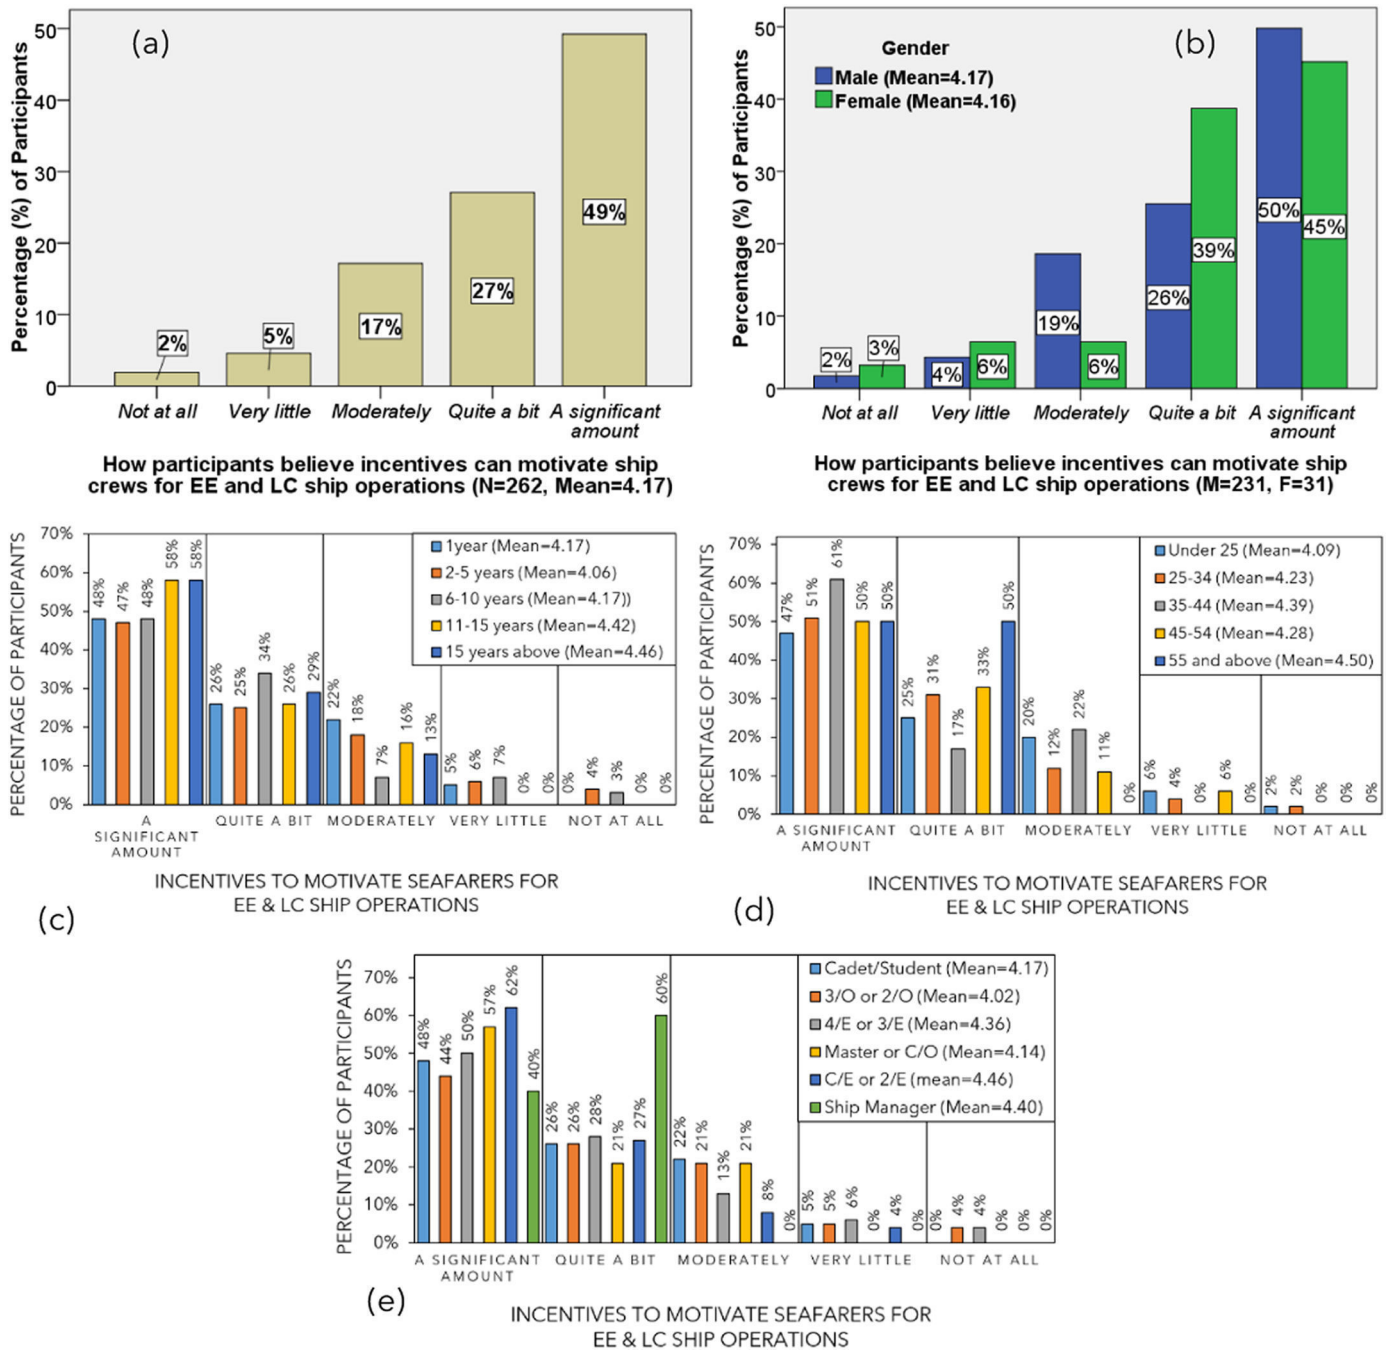 (a)
Percentage (%) of Participants
50
40
30
20
10
0
2%
5%
17%
27%
49%
Not at all
Very little
Moderately
Quite a bit
A significant
amount
How participants believe incentives can motivate ship
crews for EE and LC ship operations (N=262, Mean=4.17)
(b)
Percentage (%) of Participants
50
40
30
20
10
0
Gender
Male (Mean=4.17)
Female (Mean=4.16)
2%
3%
4%
6%
19%
6%
26%
39%
50%
45%
Not at all
Very little
Moderately
Quite a bit
A significant
amount
How participants believe incentives can motivate ship
crews for EE and LC ship operations (M=231, F=31)
PERCENTAGE OF PARTICIPANTS
70%
60%
50%
40%
30%
20%
10%
0%
1year (Mean=4.17)
2-5 years (Mean=4.06)
6-10 years (Mean=4.17))
11-15 years (Mean=4.42)
15 years above (Mean=4.46)
48%
47%
48%
58%
58%
26%
25%
34%
26%
29%
22%
18%
7%
16%
13%
5%
6%
7%
0%
0%
0%
4%
3%
0%
0%
A
SIGNIFICANT
AMOUNT
QUITE A BIT
MODERATELY
VERY LITTLE
NOT AT ALL
INCENTIVES TO MOTIVATE SEAFARERS FOR
EE & LC SHIP OPERATIONS
(c)
PERCENTAGE OF PARTICIPANTS
70%
60%
50%
40%
30%
20%
10%
0%
Under 25 (Mean=4.09)
25-34 (Mean=4.23)
35-44 (Mean=4.39)
45-54 (Mean=4.28)
55 and above (Mean=4.50)
47%
51%
61%
50%
50%
25%
31%
17%
33%
50%
20%
12%
22%
11%
0%
6%
4%
0%
6%
0%
2%
2%
0%
0%
0%
A SIGNIFICANT
AMOUNT
QUITE A BIT
MODERATELY
VERY LITTLE
NOT AT ALL
INCENTIVES TO MOTIVATE SEAFARERS FOR
EE & LC SHIP OPERATIONS
(d)
PERCENTAGE OF PARTICIPANTS
70%
60%
50%
40%
30%
20%
10%
0%
Cadet/Student (Mean=4.17)
3/O or 2/O (Mean=4.02)
4/E or 3/E (Mean=4.36)
Master or C/O (Mean=4.14)
C/E or 2/E (mean=4.46)
Ship Manager (Mean=4.40)
48%
44%
50%
57%
62%
40%
26%
26%
28%
21%
27%
60%
22%
21%
13%
21%
8%
0%
5%
5%
6%
0%
4%
0%
0%
4%
4%
0%
0%
0%
A SIGNIFICANT
AMOUNT
QUITE A BIT
MODERATELY
VERY LITTLE
NOT AT ALL
(e)
INCENTIVES TO MOTIVATE SEAFARERS FOR
EE & LC SHIP OPERATIONS